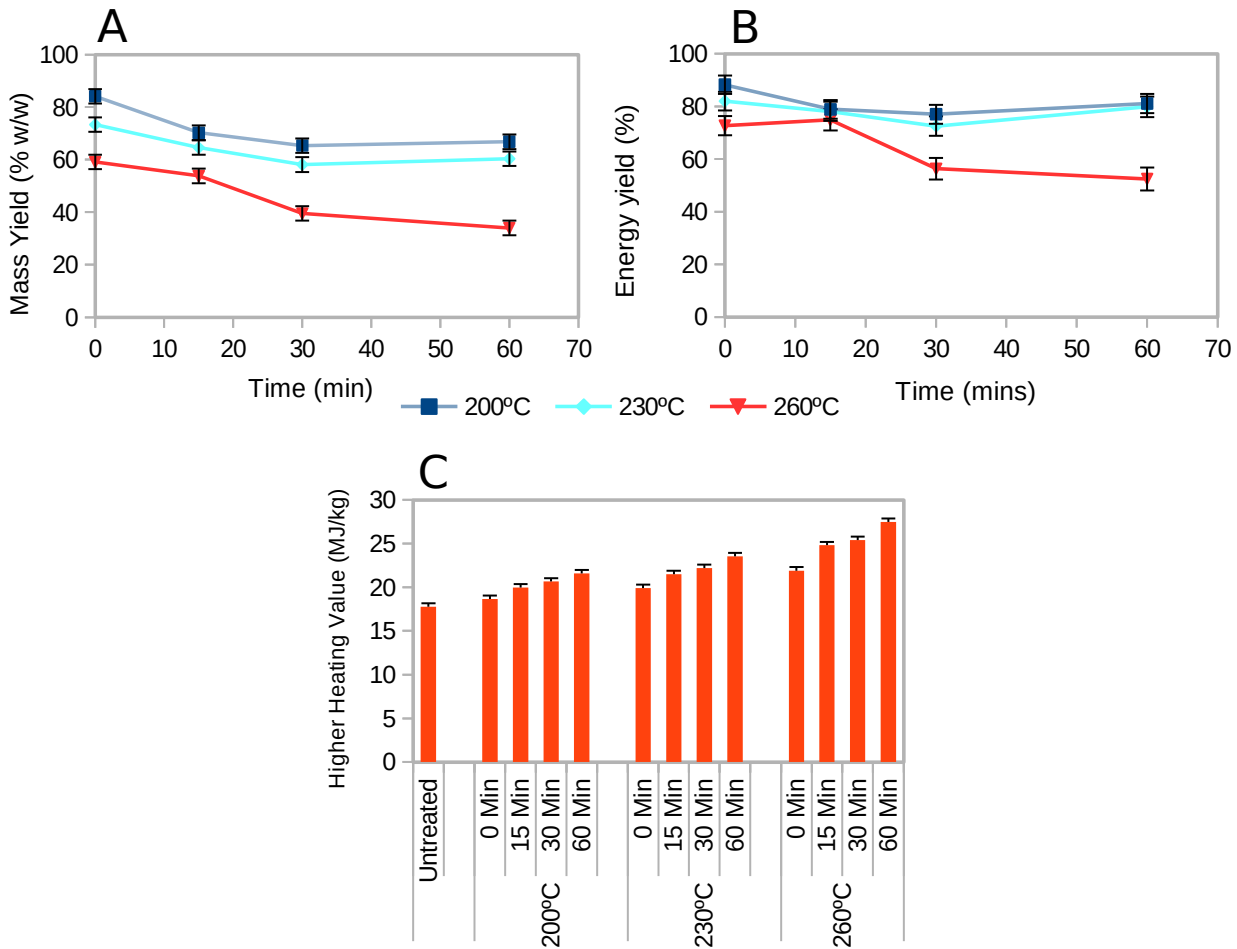 A
Mass Yield (% w/w)
100
80
60
40
20
0
0 10 20 30 40 50 60 70
Time (min)
B
Energy yield (%)
100
80
60
40
20
0
0 10 20 30 40 50 60 70
Time (mins)
200ºC 230ºC 260ºC
C
Higher Heating Value (MJ/kg)
30
25
20
15
10
5
0
Untreated 0 Min 15 Min 30 Min 60 Min 0 Min 15 Min 30 Min 60 Min 0 Min 15 Min 30 Min 60 Min
200ºC 230ºC 260ºC